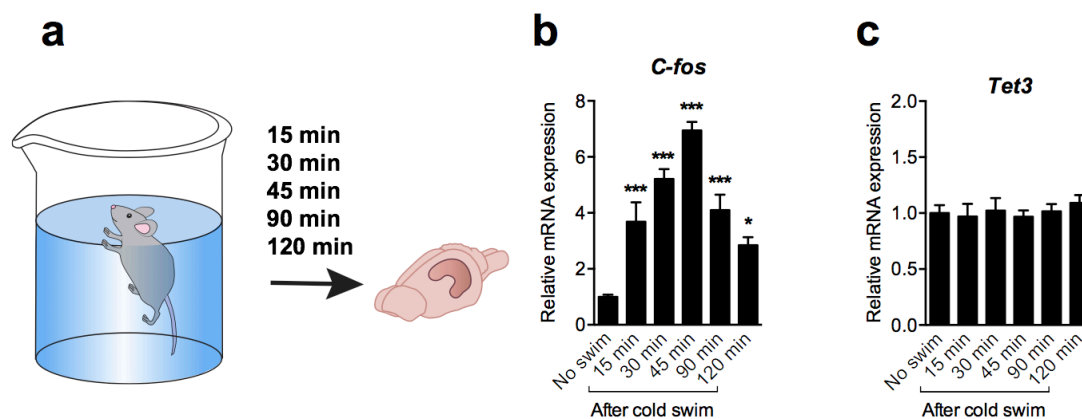 a
15 min
30 min
45 min
90 min
120 min
b
C-fos
Relative mRNA expression
8
6
4
2
0
***
***
***
***
*
No swim
15 min
30 min
45 min
90 min
120 min
After cold swim
c
Tet3
Relative mRNA expression
2.0
1.5
1.0
0.5
0.0
No swim
15 min
30 min
45 min
90 min
120 min
After cold swim